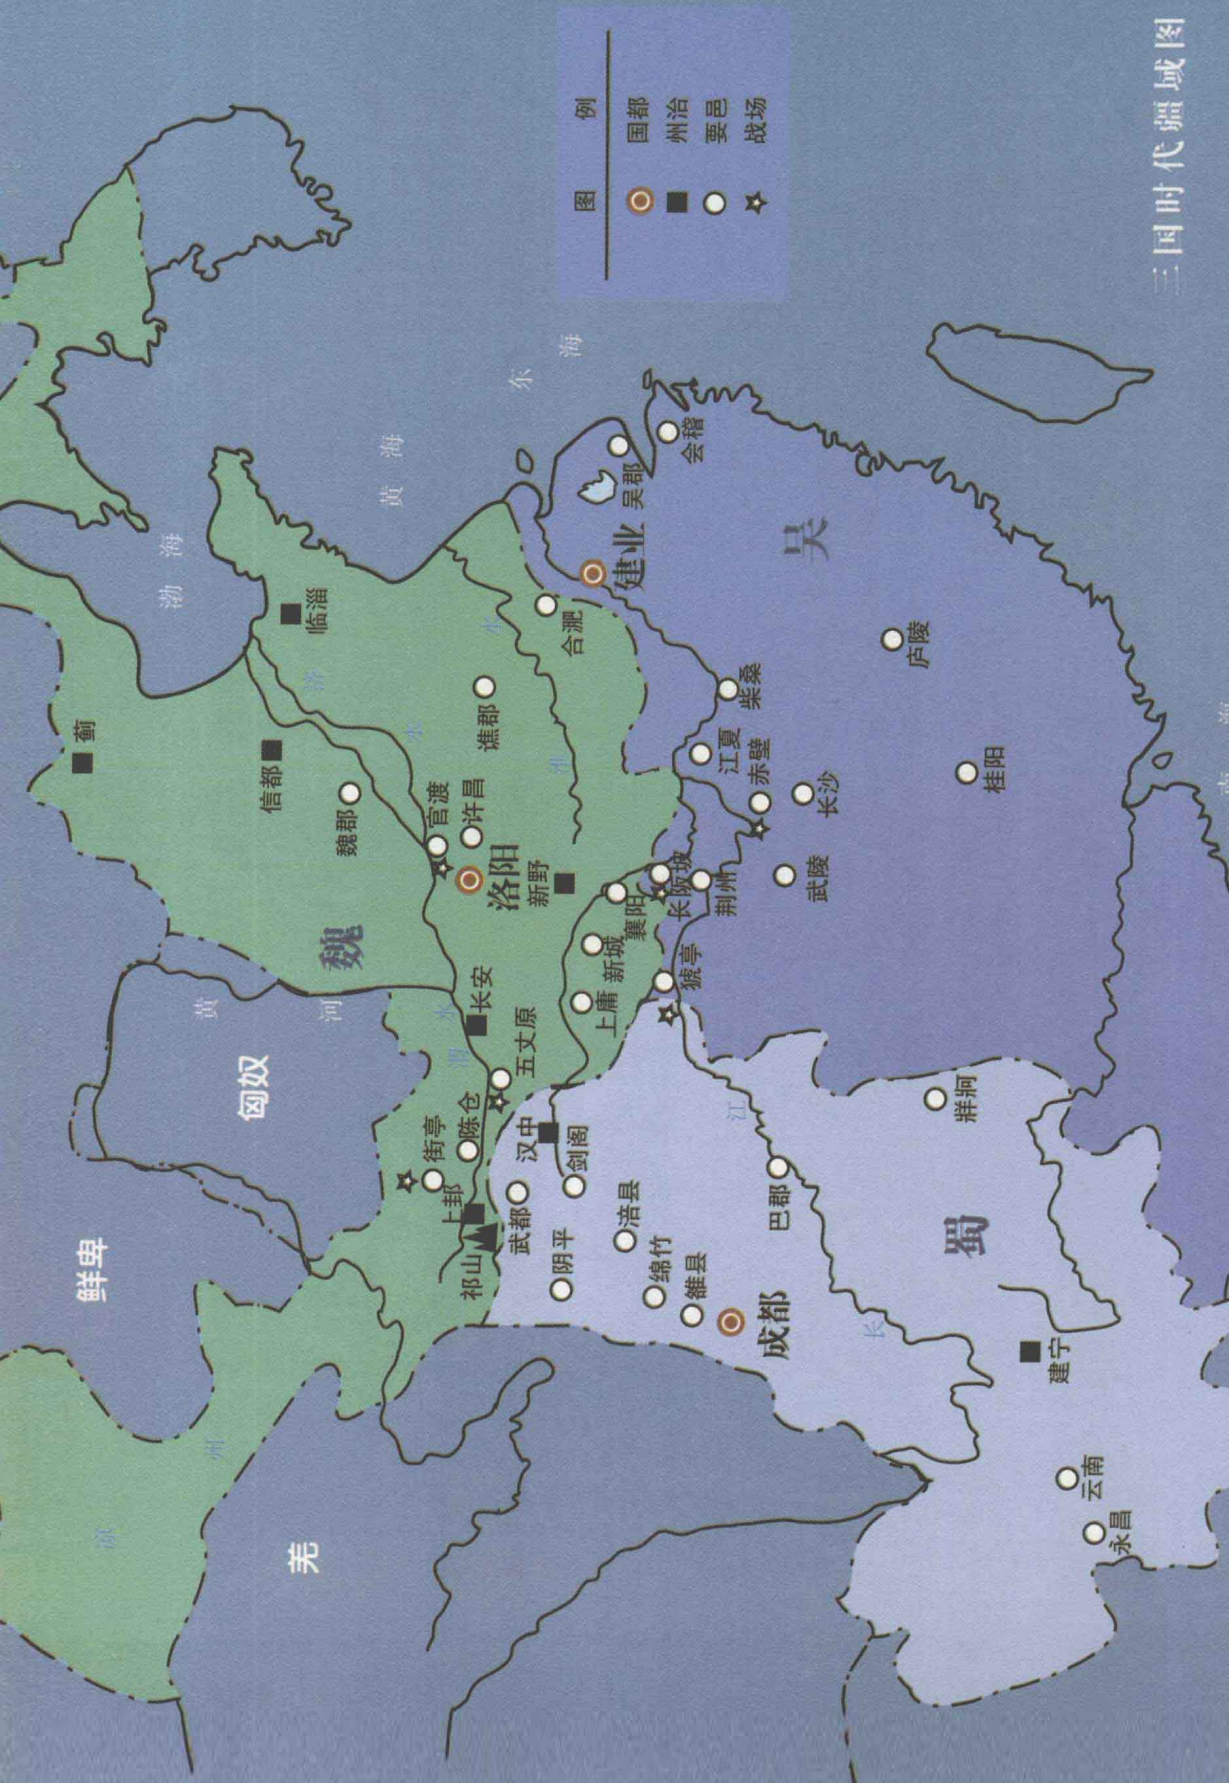 三国时代疆域图
图例
国都
州治
要邑
战场
鲜卑
匈奴
羌
魏
蜀
吴
凉州
黄河
渭水
济水
淮水
长江
渤海
黄海
东海
南海
蓟
信都
魏郡
临淄
官渡
许昌
谯郡
洛阳
新野
合淝
长安
五丈原
陈仓
街亭
上邽
祁山
襄阳
新城
上庸
长阪坡
荆州
猇亭
江夏
赤壁
柴桑
长沙
武陵
桂阳
庐陵
建业
吴郡
会稽
汉中
剑阁
武都
阴平
涪县
绵竹
雒县
成都
巴郡
牂牁
建宁
云南
永昌